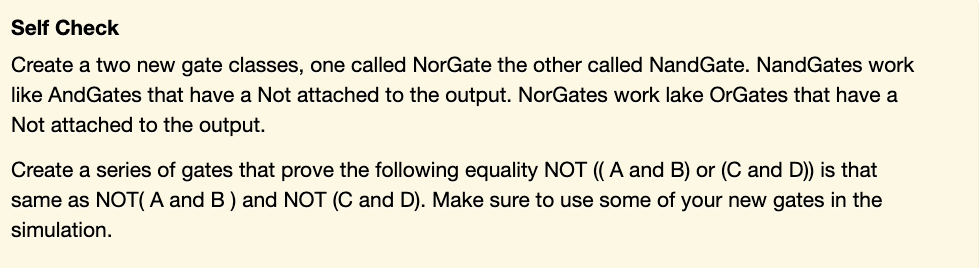 Self Check
Create a two new gate classes, one called NorGate the other called NandGate. NandGates work
like AndGates that have a Not attached to the output. NorGates work lake OrGates that have a
Not attached to the output.
Create a series of gates that prove the following equality NOT (( A and B) or (C and D)) is that
same as NOT( A and B ) and NOT (C and D). Make sure to use some of your new gates in the
simulation.